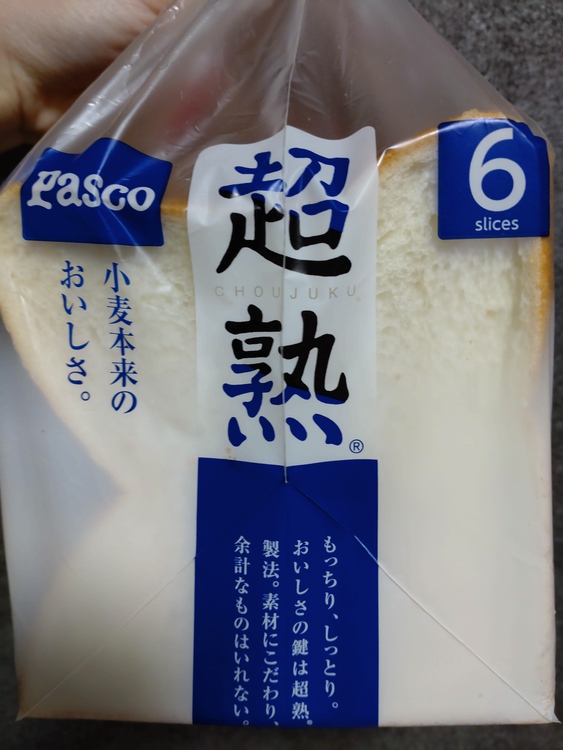 Pasco
超熟
CHOUJUKU
®
6
slices
小麦本来の
おいしさ。
もっちり、しっとり。
おいしさの鍵は超熟®
製法。素材にこだわり、
余計なものはいれない。